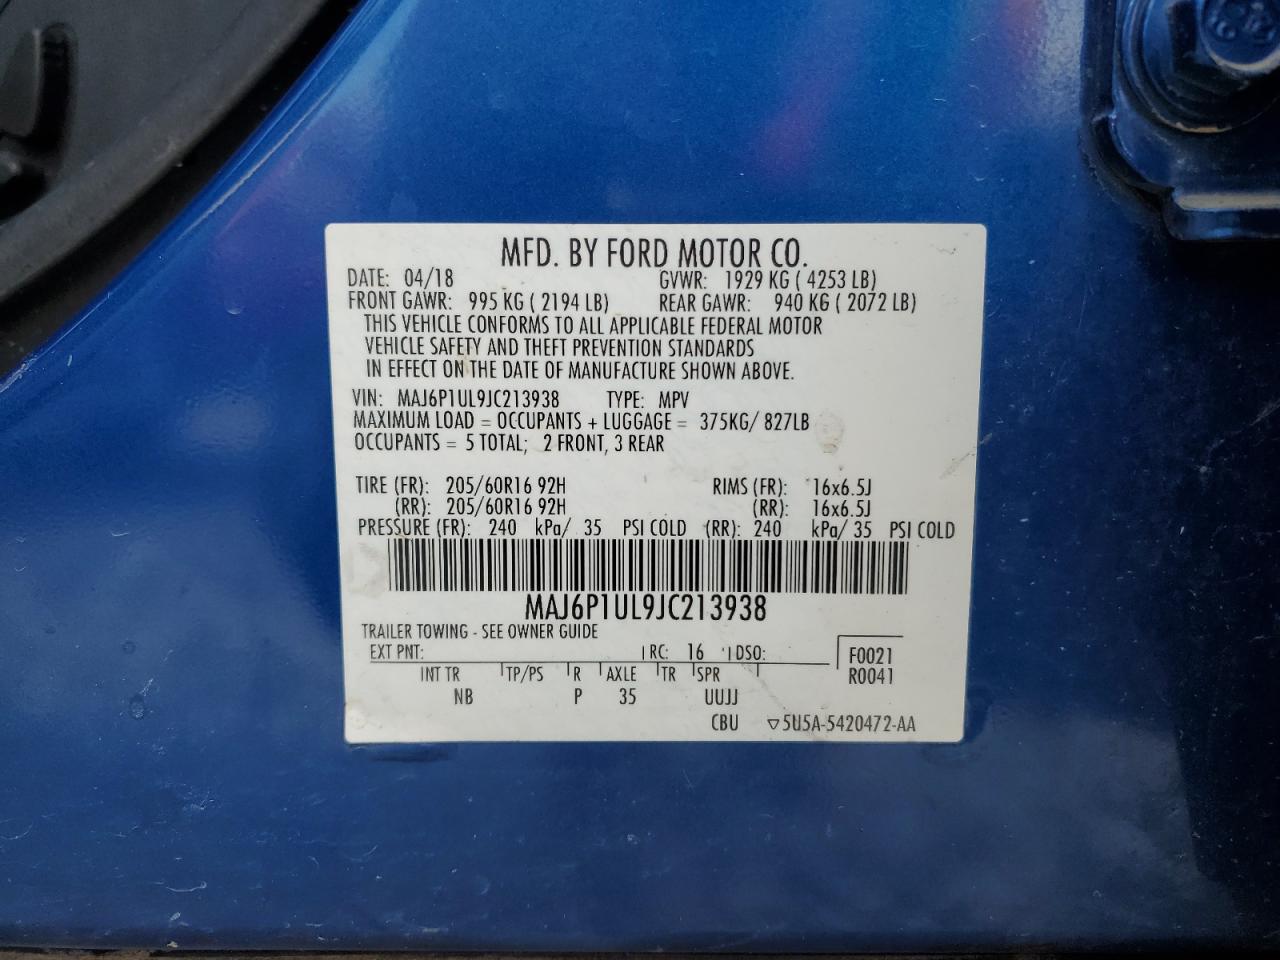 MFD. BY FORD MOTOR CO.
DATE: 04/18 GVWR: 1929 KG ( 4253 LB)
FRONT GAWR: 995 KG ( 2194 LB) REAR GAWR: 940 KG ( 2072 LB)
THIS VEHICLE CONFORMS TO ALL APPLICABLE FEDERAL MOTOR
VEHICLE SAFETY AND THEFT PREVENTION STANDARDS
IN EFFECT ON THE DATE OF MANUFACTURE SHOWN ABOVE.
VIN: MAJ6P1UL9JC213938 TYPE: MPV
MAXIMUM LOAD = OCCUPANTS + LUGGAGE = 375KG/ 827LB
OCCUPANTS = 5 TOTAL; 2 FRONT, 3 REAR
TIRE (FR): 205/60R16 92H RIMS (FR): 16x6.5J
(RR): 205/60R16 92H (RR): 16x6.5J
PRESSURE (FR): 240 kPa/ 35 PSI COLD (RR): 240 kPa/ 35 PSI COLD
MAJ6P1UL9JC213938
TRAILER TOWING - SEE OWNER GUIDE
EXT PNT: RC: 16 DSO: F0021
INT TR TP/PS R AXLE TR SPR R0041
NB P 35 UUJJ
CBU ▽5U5A-5420472-AA